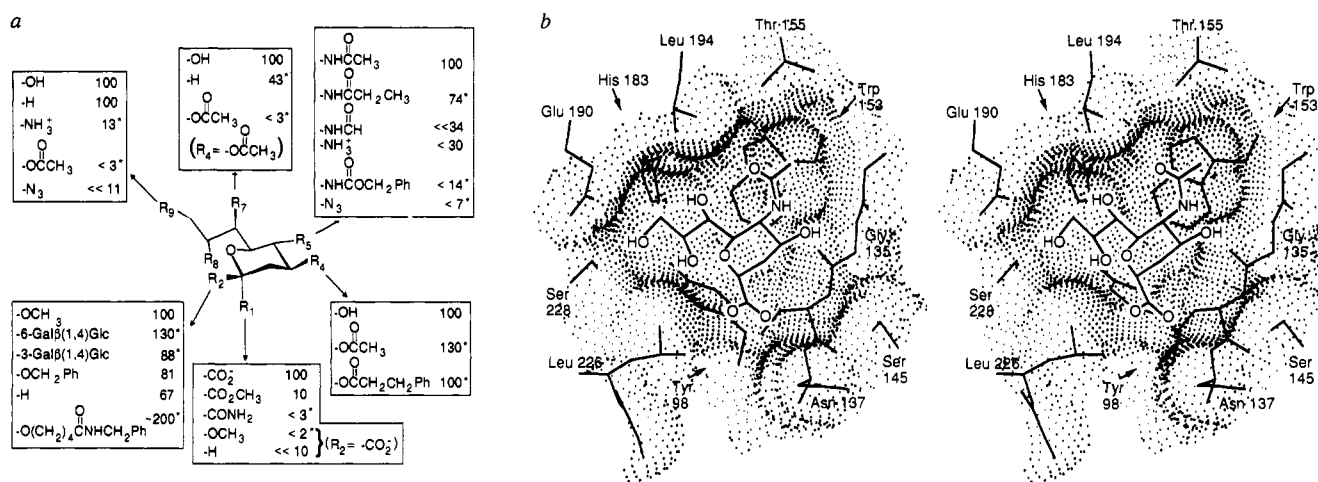 a
-OH 100
-H 100
-NH3+ 13*
-OCCH3 < 3*
O
-N3 << 11
-OH 100
-H 43*
O
-OCCH3 < 3*
O
(R4= -OCCH3)
O
-NHCCH3 100
O
-NHCCH2CH3 74*
O
-NHCH <<34
-NH3+ < 30
O
-NHCOCH2Ph < 14*
-N3 < 7*
R9
R7
R8
O
R5
R4
R2
R1
-OCH3 100
-6-Galβ(1,4)Glc 130*
-3-Galβ(1,4)Glc 88*
-OCH2Ph 81
-H 67
O
-O(CH2)4CNHCH2Ph ~200*
-CO2- 100
-CO2CH3 10
-CONH2 < 3*
-OCH3 < 2*
-H << 10
} (R2= -CO2-)
-OH 100
O
-OCCH3 130*
O
-OCCH2CH2Ph 100*
b
Thr 155
Leu 194
His 183
Trp
153
Glu 190
O
NH
HO
HO
OH
HO
O
O
O
Gly
135
Ser
228
Leu 226
Tyr
98
Asn 137
Ser
145
Thr 155
Leu 194
His 183
Trp
153
Glu 190
O
NH
HO
HO
OH
HO
O
O
O
Gly
135
Ser
228
Leu 226
Tyr
98
Asn 137
Ser
145